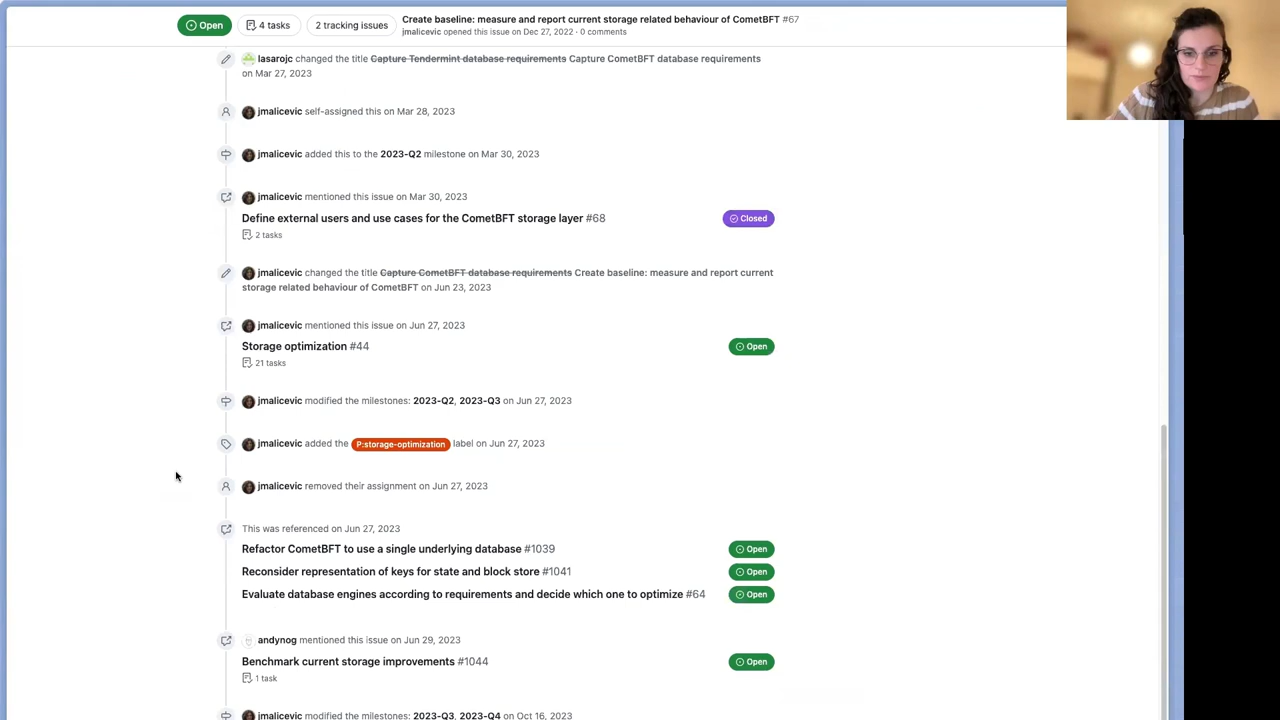 Open 4 tasks 2 tracking issues Create baseline: measure and report current storage related behaviour of CometBFT #67
jmalicevic opened this issue on Dec 27, 2022 · 0 comments
lasarojc changed the title Capture Tendermint database requirements Capture CometBFT database requirements
on Mar 27, 2023
jmalicevic self-assigned this on Mar 28, 2023
jmalicevic added this to the 2023-Q2 milestone on Mar 30, 2023
jmalicevic mentioned this issue on Mar 30, 2023
Define external users and use cases for the CometBFT storage layer #68 Closed
2 tasks
jmalicevic changed the title Capture CometBFT database requirements Create baseline: measure and report current
storage related behaviour of CometBFT on Jun 23, 2023
jmalicevic mentioned this issue on Jun 27, 2023
Storage optimization #44 Open
21 tasks
jmalicevic modified the milestones: 2023-Q2, 2023-Q3 on Jun 27, 2023
jmalicevic added the P:storage-optimization label on Jun 27, 2023
jmalicevic removed their assignment on Jun 27, 2023
This was referenced on Jun 27, 2023
Refactor CometBFT to use a single underlying database #1039 Open
Reconsider representation of keys for state and block store #1041 Open
Evaluate database engines according to requirements and decide which one to optimize #64 Open
andynog mentioned this issue on Jun 29, 2023
Benchmark current storage improvements #1044 Open
1 task
jmalicevic modified the milestones: 2023-Q3, 2023-Q4 on Oct 16, 2023